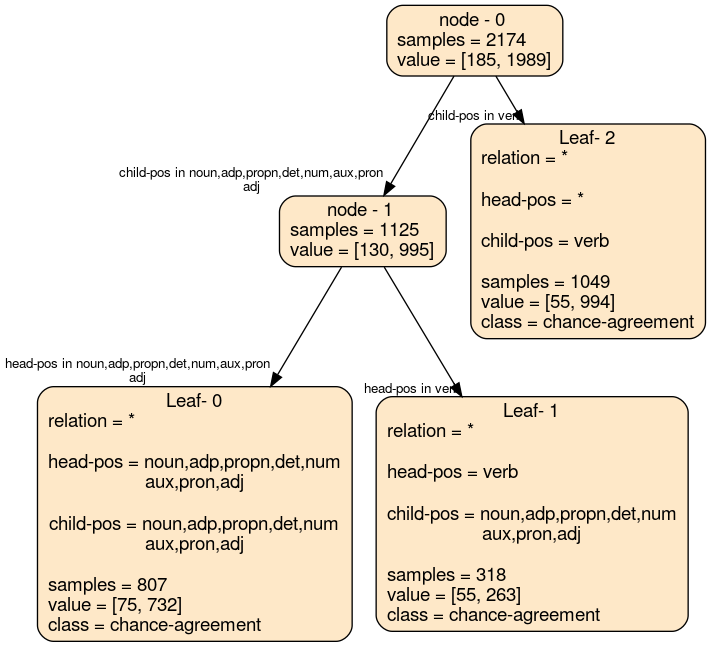 node - 0
samples = 2174
value = [185, 1989]
child-pos in verb
Leaf- 2
relation = *
head-pos = *
child-pos = verb
samples = 1049
value = [55, 994]
class = chance-agreement
child-pos in noun,adp,propn,det,num,aux,pron
adj
node - 1
samples = 1125
value = [130, 995]
head-pos in noun,adp,propn,det,num,aux,pron
adj
Leaf- 0
relation = *
head-pos = noun,adp,propn,det,num
aux,pron,adj
child-pos = noun,adp,propn,det,num
aux,pron,adj
samples = 807
value = [75, 732]
class = chance-agreement
head-pos in verb
Leaf- 1
relation = *
head-pos = verb
child-pos = noun,adp,propn,det,num
aux,pron,adj
samples = 318
value = [55, 263]
class = chance-agreement